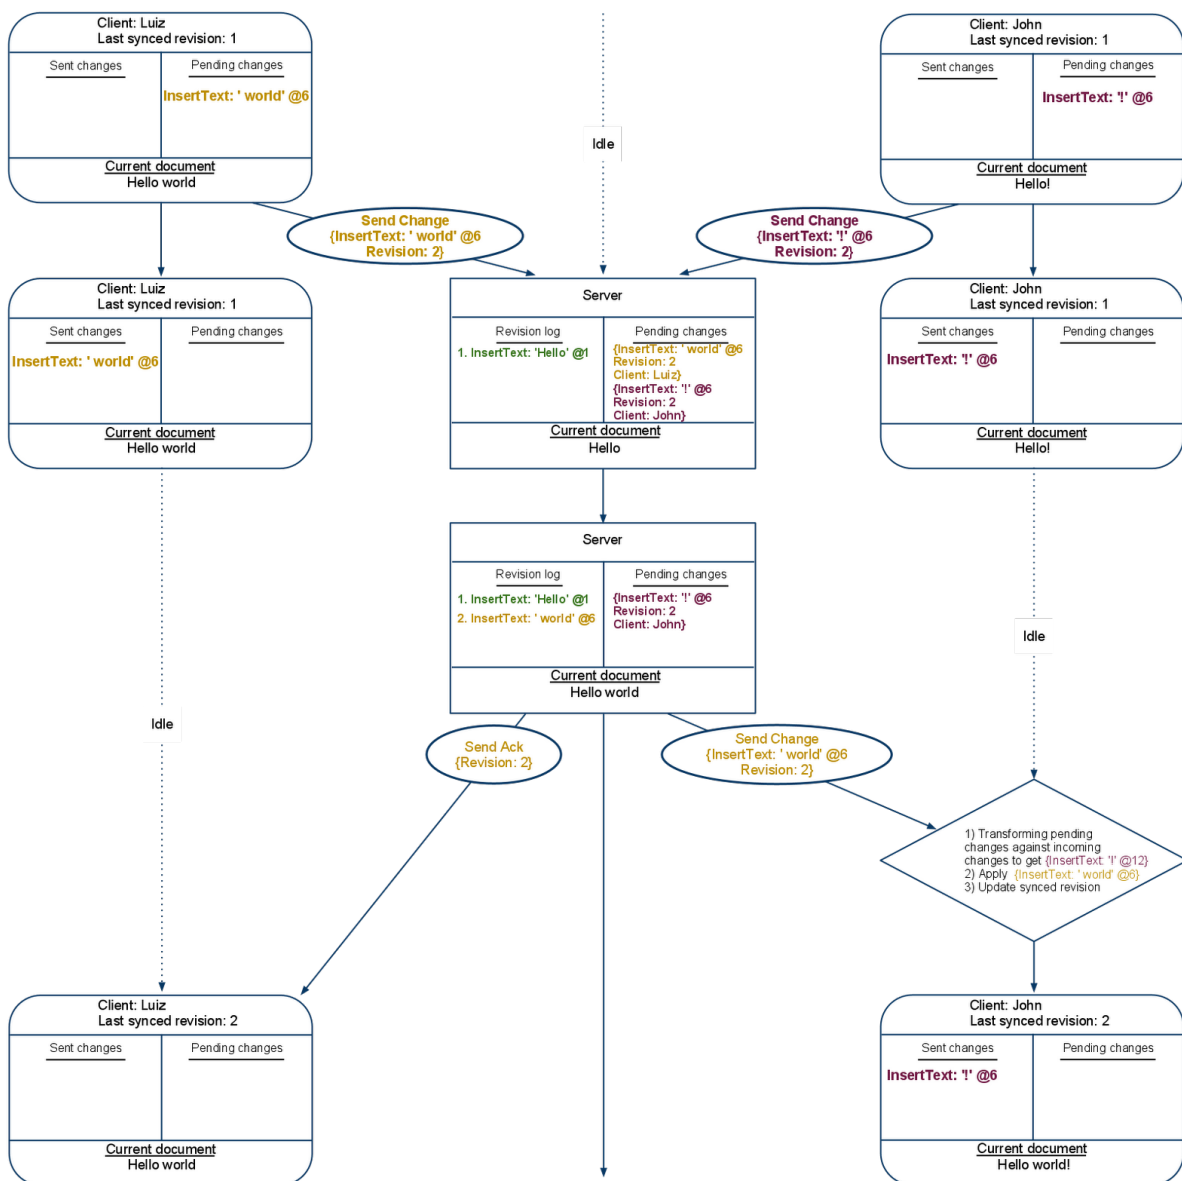 Client: Luiz
Last synced revision: 1
Sent changes
Pending changes
InsertText: ' world' @6
Current document
Hello world
Idle
Client: John
Last synced revision: 1
Sent changes
Pending changes
InsertText: '!' @6
Current document
Hello!
Send Change
{InsertText: ' world' @6
Revision: 2}
Send Change
{InsertText: '!' @6
Revision: 2}
Client: Luiz
Last synced revision: 1
Sent changes
Pending changes
InsertText: ' world' @6
Current document
Hello world
Server
Revision log
Pending changes
1. InsertText: 'Hello' @1
{InsertText: ' world' @6
Revision: 2
Client: Luiz}
{InsertText: '!' @6
Revision: 2
Client: John}
Current document
Hello
Client: John
Last synced revision: 1
Sent changes
Pending changes
InsertText: '!' @6
Current document
Hello!
Server
Revision log
Pending changes
1. InsertText: 'Hello' @1
2. InsertText: ' world' @6
{InsertText: '!' @6
Revision: 2
Client: John}
Current document
Hello world
Idle
Idle
Send Ack
{Revision: 2}
Send Change
{InsertText: ' world' @6
Revision: 2}
1) Transforming pending
changes against incoming
changes to get {InsertText: '!' @12}
2) Apply {InsertText: ' world' @6}
3) Update synced revision
Client: Luiz
Last synced revision: 2
Sent changes
Pending changes
Current document
Hello world
Client: John
Last synced revision: 2
Sent changes
Pending changes
InsertText: '!' @6
Current document
Hello world!